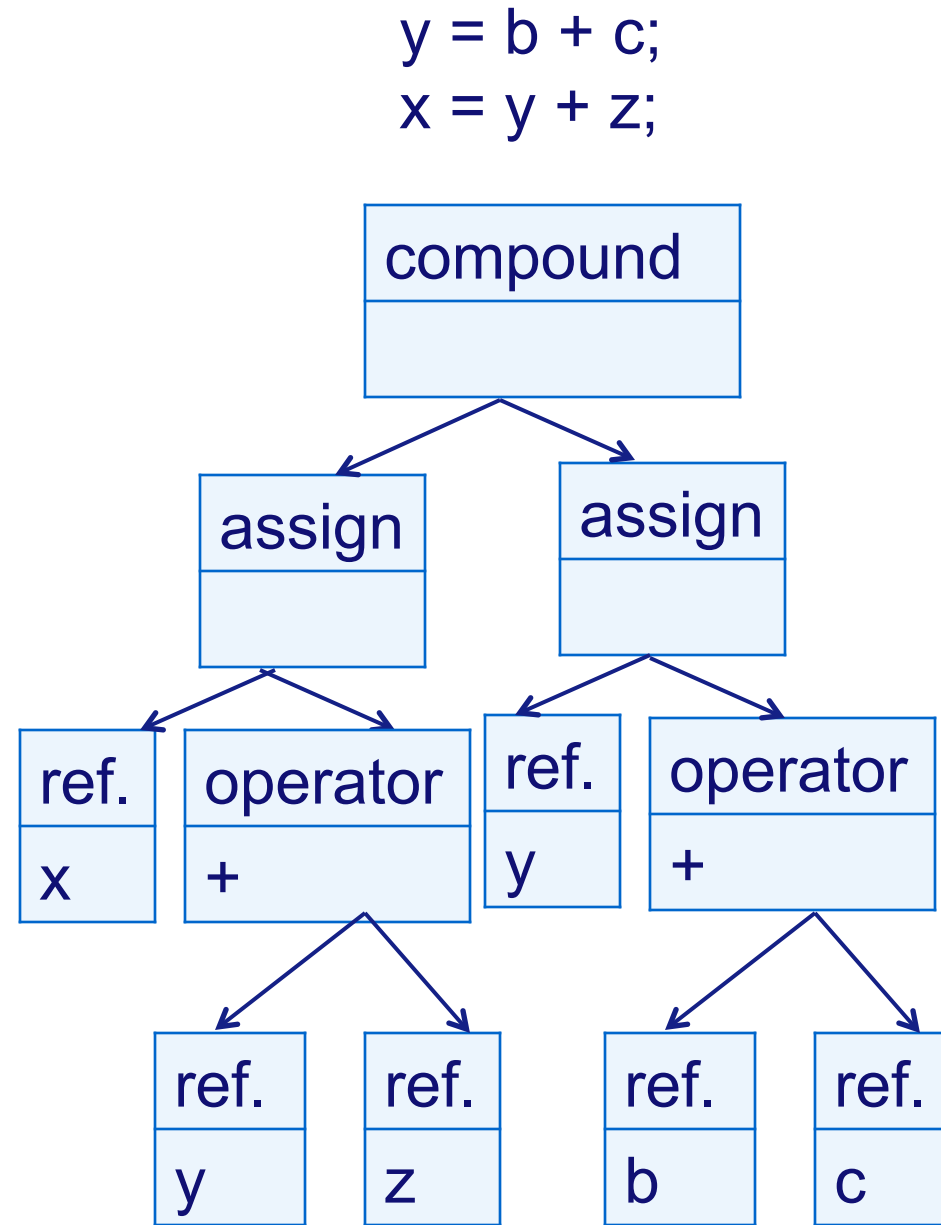 y = b + c;
x = y + z;
compound
assign
assign
ref.
x
operator
+
ref.
y
operator
+
ref.
y
ref.
z
ref.
b
ref.
c